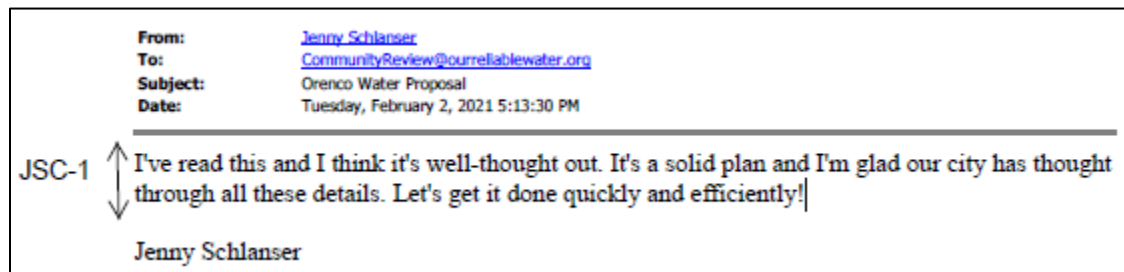 From: Jenny Schlanser
To: CommunityReview@ourreliablewater.org
Subject: Orenco Water Proposal
Date: Tuesday, February 2, 2021 5:13:30 PM
JSC-1
I've read this and I think it's well-thought out. It's a solid plan and I'm glad our city has thought
through all these details. Let's get it done quickly and efficiently!
Jenny Schlanser